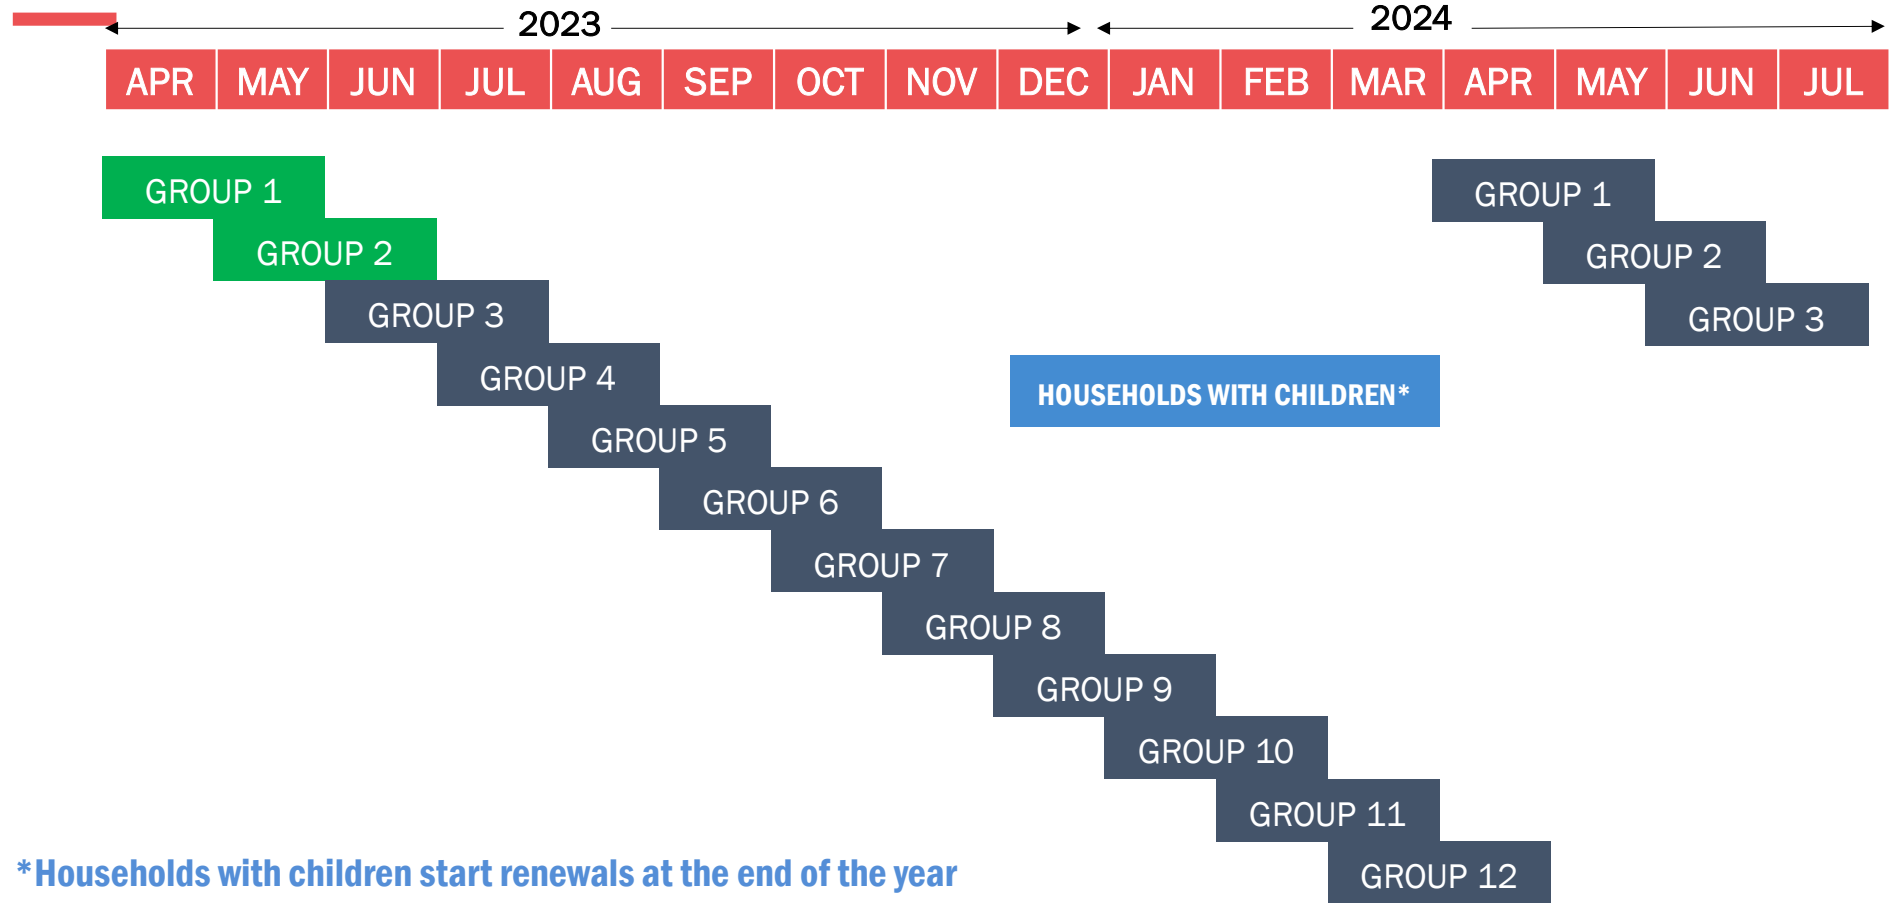 2023 2024
APR MAY JUN JUL AUG SEP OCT NOV DEC JAN FEB MAR APR MAY JUN JUL
GROUP 1 GROUP 1
GROUP 2 GROUP 2
GROUP 3 GROUP 3
GROUP 4
HOUSEHOLDS WITH CHILDREN*
GROUP 5
GROUP 6
GROUP 7
GROUP 8
GROUP 9
GROUP 10
GROUP 11
GROUP 12
*Households with children start renewals at the end of the year